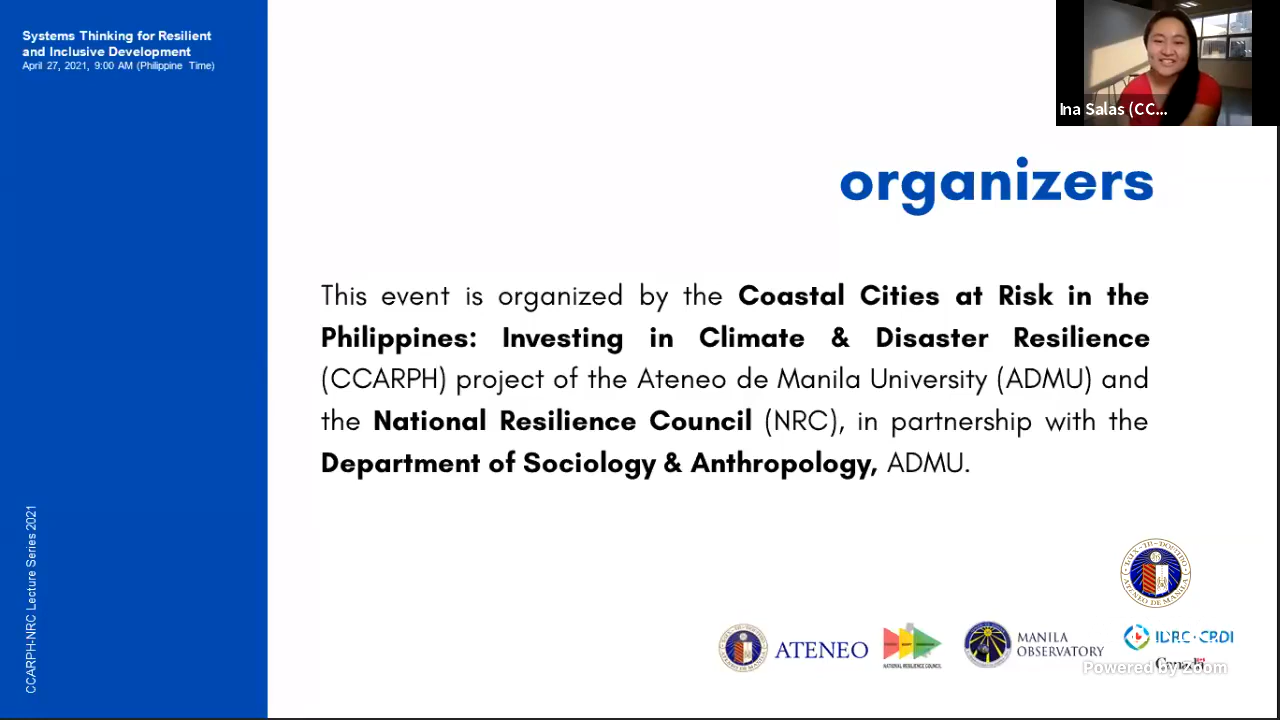 Systems Thinking for Resilient
and Inclusive Development
April 27, 2021, 9:00 AM (Philippine Time)
Ina Salas (CC...
organizers
This event is organized by the Coastal Cities at Risk in the
Philippines: Investing in Climate & Disaster Resilience
(CCARPH) project of the Ateneo de Manila University (ADMU) and
the National Resilience Council (NRC), in partnership with the
Department of Sociology & Anthropology, ADMU.
CCARPH-NRC Lecture Series 2021
ATENEO DE MANILA
ATENEO
NATIONAL RESILIENCE COUNCIL
MANILA
OBSERVATORY
IDRC · CRDI
Canada
Powered by Zoom